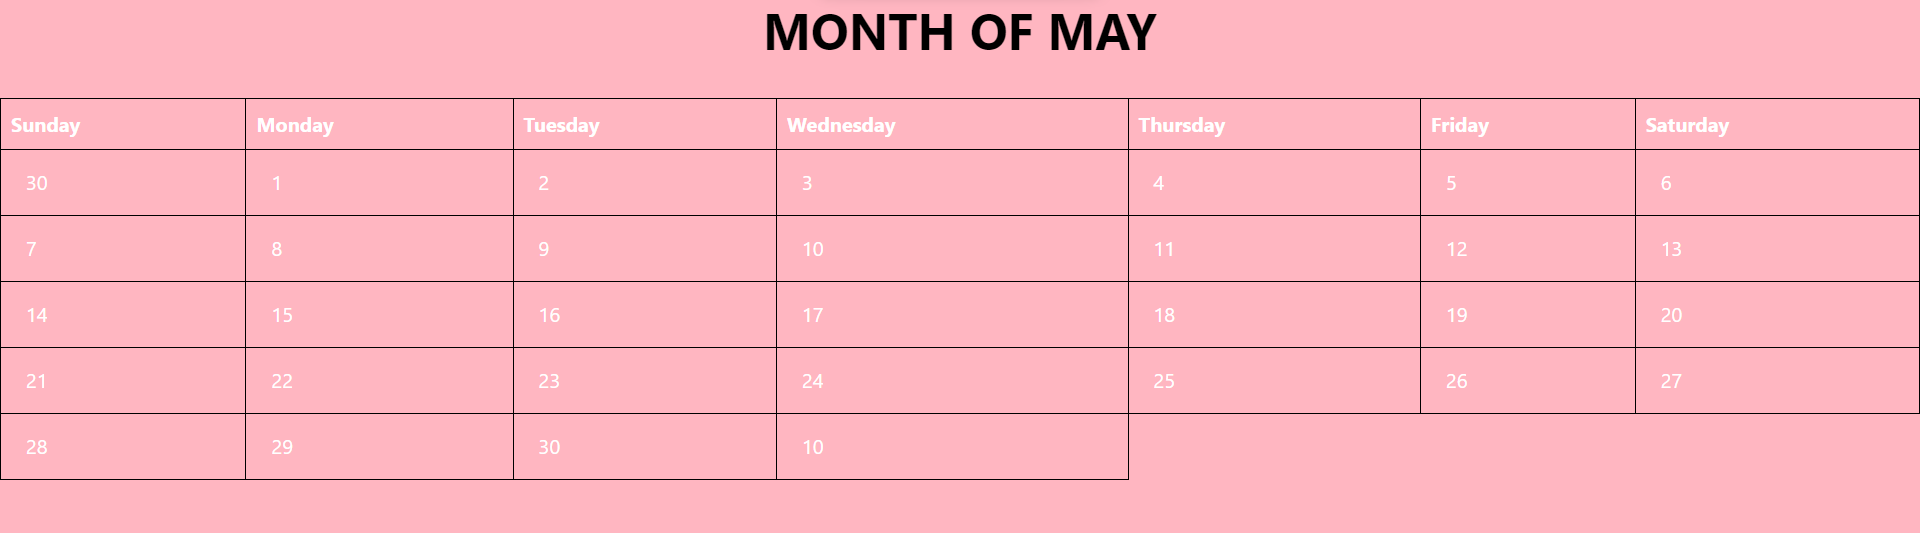 MONTH OF MAY
Sunday Monday Tuesday Wednesday Thursday Friday Saturday
30 1 2 3 4 5 6
7 8 9 10 11 12 13
14 15 16 17 18 19 20
21 22 23 24 25 26 27
28 29 30 10